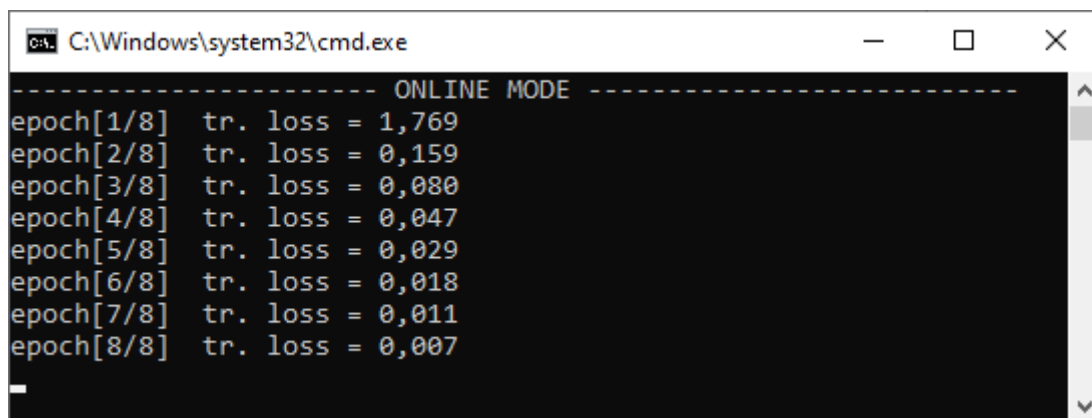 C:\Windows\system32\cmd.exe
----------------------- ONLINE MODE ---------------------------
epoch[1/8]  tr. loss = 1,769
epoch[2/8]  tr. loss = 0,159
epoch[3/8]  tr. loss = 0,080
epoch[4/8]  tr. loss = 0,047
epoch[5/8]  tr. loss = 0,029
epoch[6/8]  tr. loss = 0,018
epoch[7/8]  tr. loss = 0,011
epoch[8/8]  tr. loss = 0,007